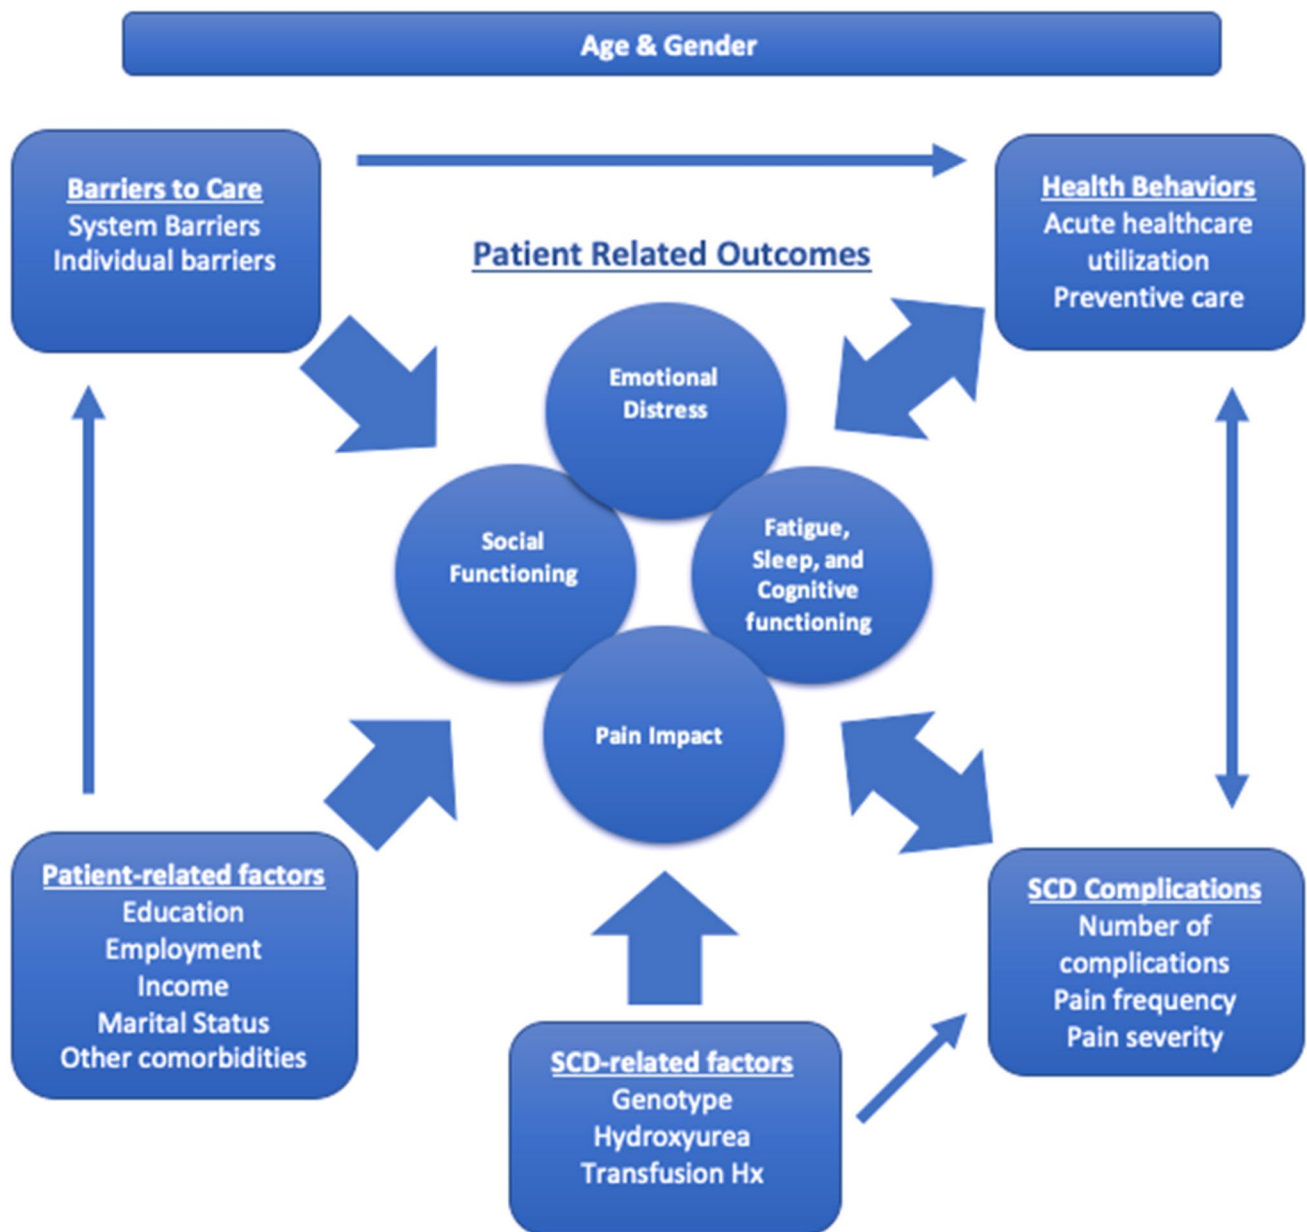 Age & Gender
Barriers to Care
System Barriers
Individual barriers
Health Behaviors
Acute healthcare
utilization
Preventive care
Patient Related Outcomes
Emotional
Distress
Social
Functioning
Fatigue,
Sleep, and
Cognitive
functioning
Pain Impact
Patient-related factors
Education
Employment
Income
Marital Status
Other comorbidities
SCD-related factors
Genotype
Hydroxyurea
Transfusion Hx
SCD Complications
Number of
complications
Pain frequency
Pain severity